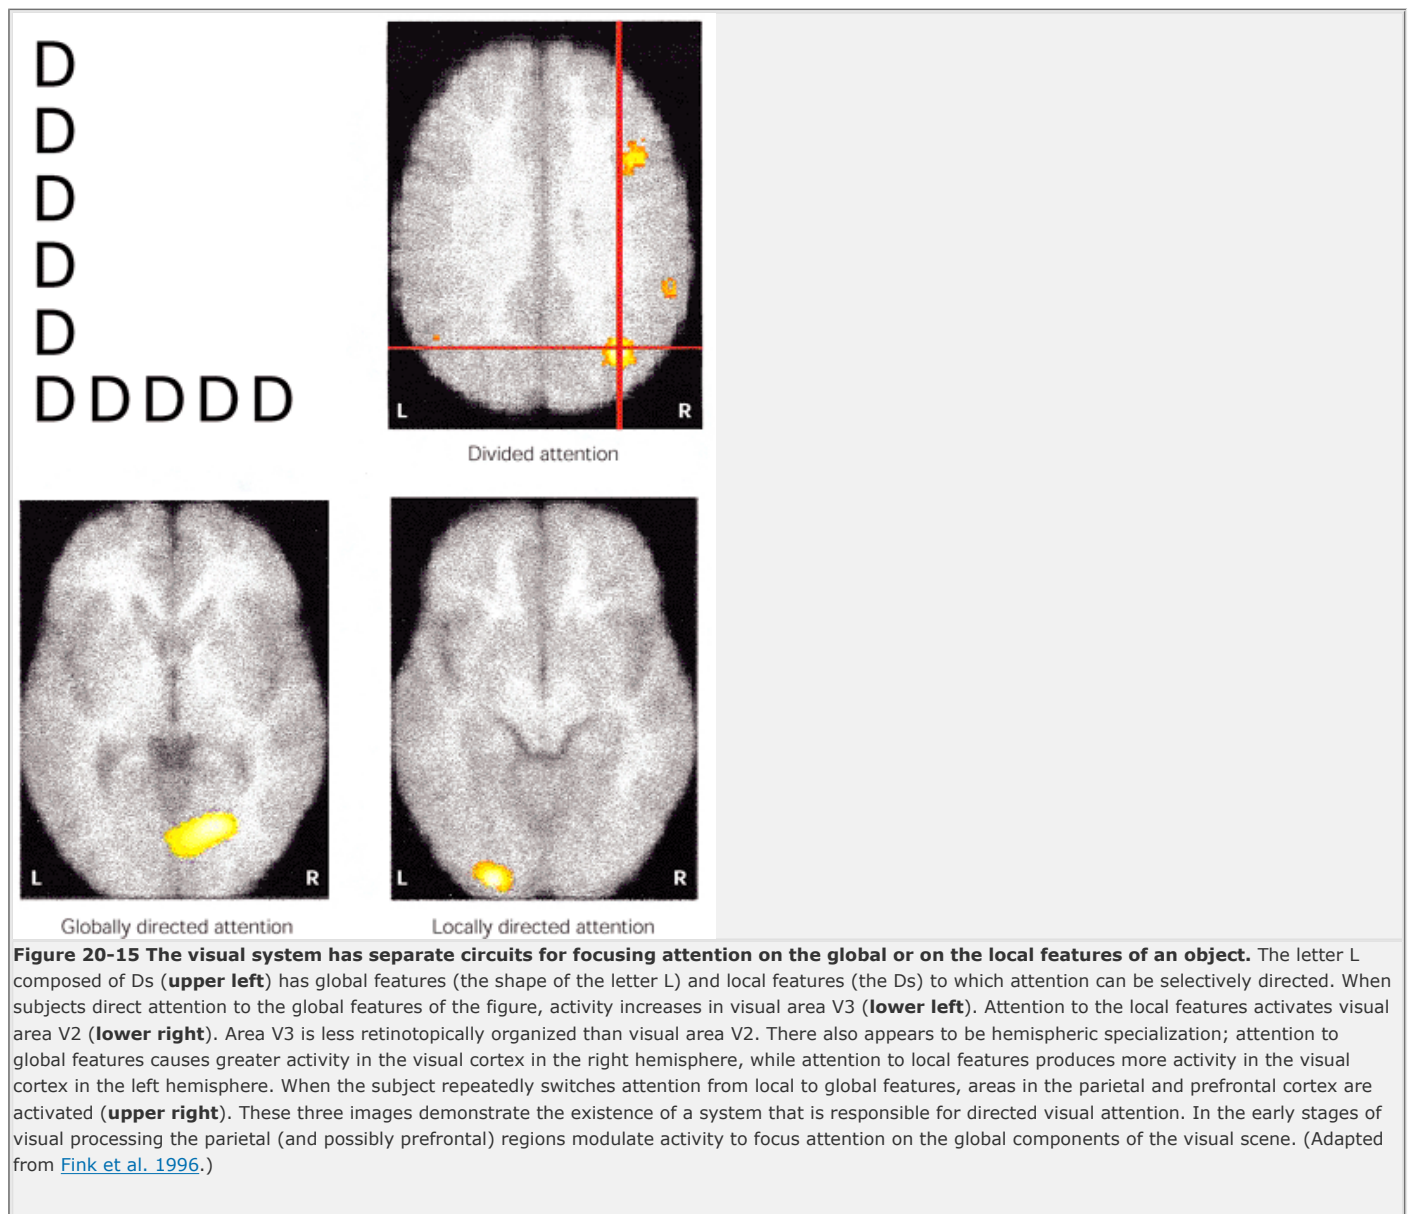 D
D
D
D
D
D D D D D
L
R
Divided attention
L
R
Globally directed attention
L
R
Locally directed attention
Figure 20-15 The visual system has separate circuits for focusing attention on the global or on the local features of an object. The letter L
composed of Ds (upper left) has global features (the shape of the letter L) and local features (the Ds) to which attention can be selectively directed. When
subjects direct attention to the global features of the figure, activity increases in visual area V3 (lower left). Attention to the local features activates visual
area V2 (lower right). Area V3 is less retinotopically organized than visual area V2. There also appears to be hemispheric specialization; attention to
global features causes greater activity in the visual cortex in the right hemisphere, while attention to local features produces more activity in the visual
cortex in the left hemisphere. When the subject repeatedly switches attention from local to global features, areas in the parietal and prefrontal cortex are
activated (upper right). These three images demonstrate the existence of a system that is responsible for directed visual attention. In the early stages of
visual processing the parietal (and possibly prefrontal) regions modulate activity to focus attention on the global components of the visual scene. (Adapted
from Fink et al. 1996.)